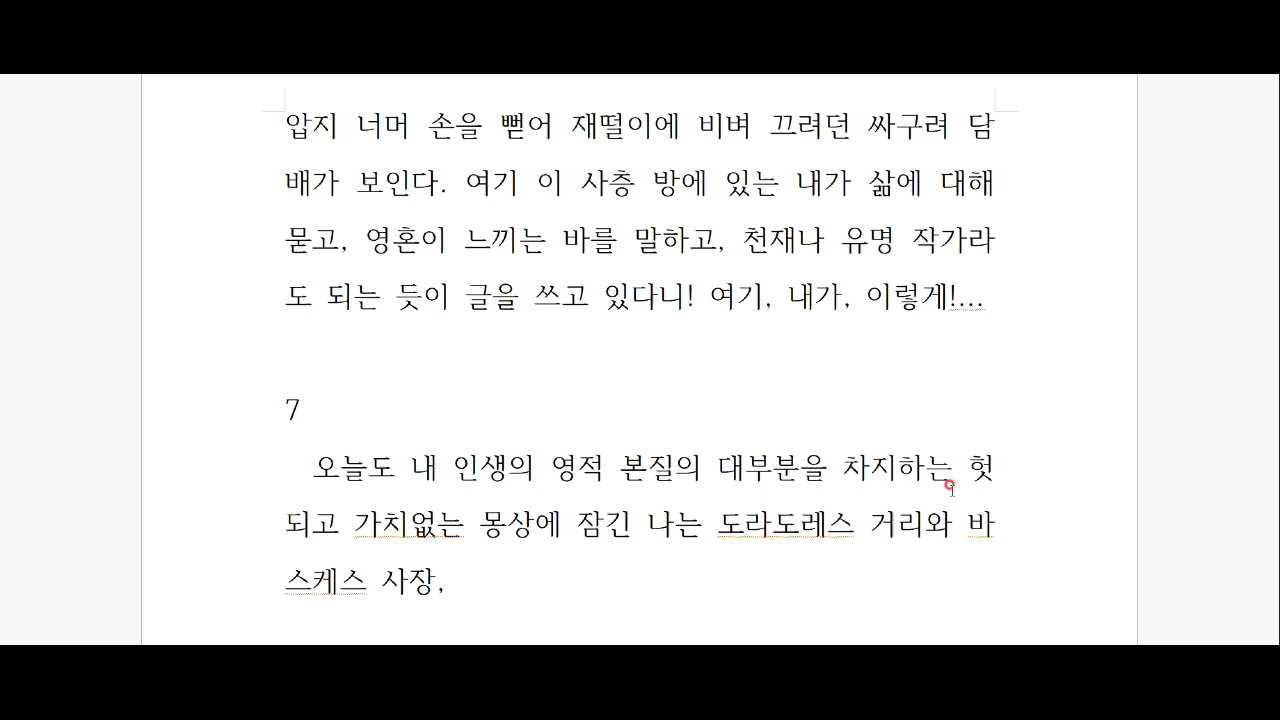 압지 너머 손을 뻗어 재떨이에 비벼 끄려던 싸구려 담
배가 보인다. 여기 이 사층 방에 있는 내가 삶에 대해
묻고, 영혼이 느끼는 바를 말하고, 천재나 유명 작가라
도 되는 듯이 글을 쓰고 있다니! 여기, 내가, 이렇게!...
7
오늘도 내 인생의 영적 본질의 대부분을 차지하는 헛
되고 가치없는 몽상에 잠긴 나는 도라도레스 거리와 바
스케스 사장,